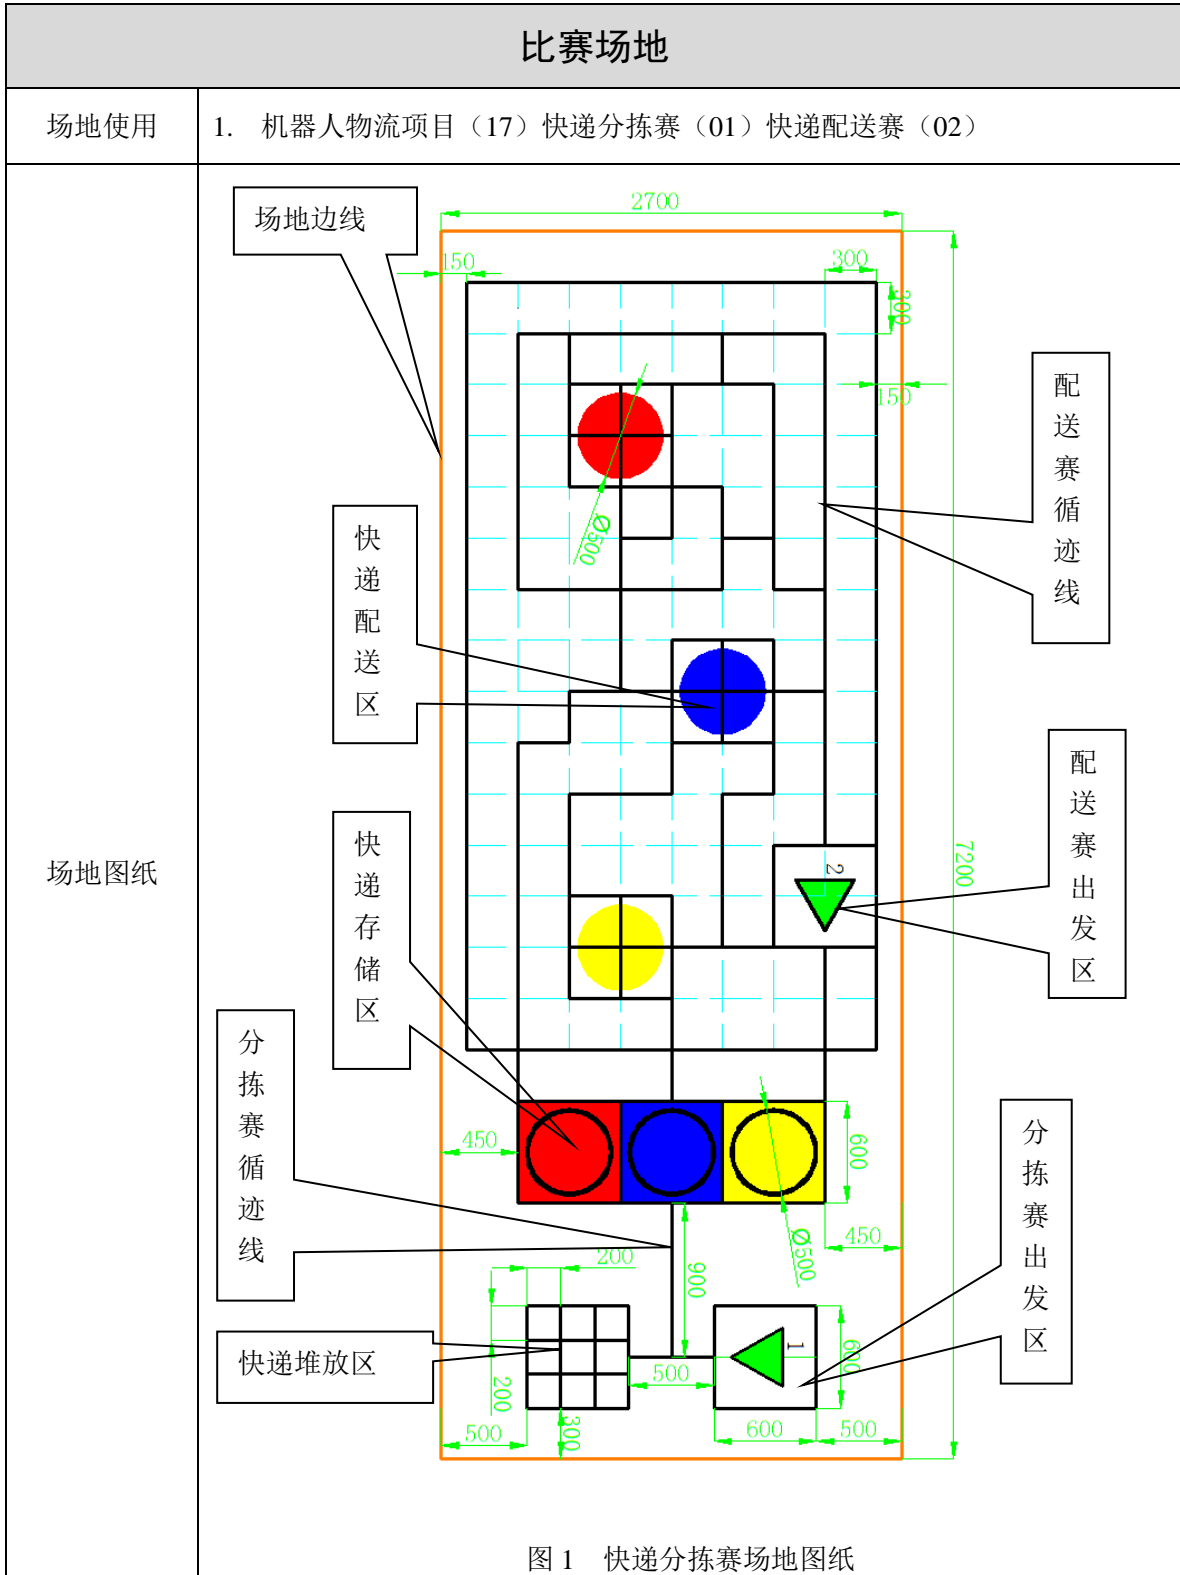 比赛场地
场地使用
1. 机器人物流项目（17）快递分拣赛（01）快递配送赛（02）
场地图纸
场地边线
2700
150
300
300
150
配送赛循迹线
Ø500
快递配送区
配送赛出发区
7200
2
快递存储区
分拣赛循迹线
450
600
分拣赛出发区
450
Ø500
900
200
快递堆放区
200
500
300
500
1
600
600
500
图 1 快递分拣赛场地图纸